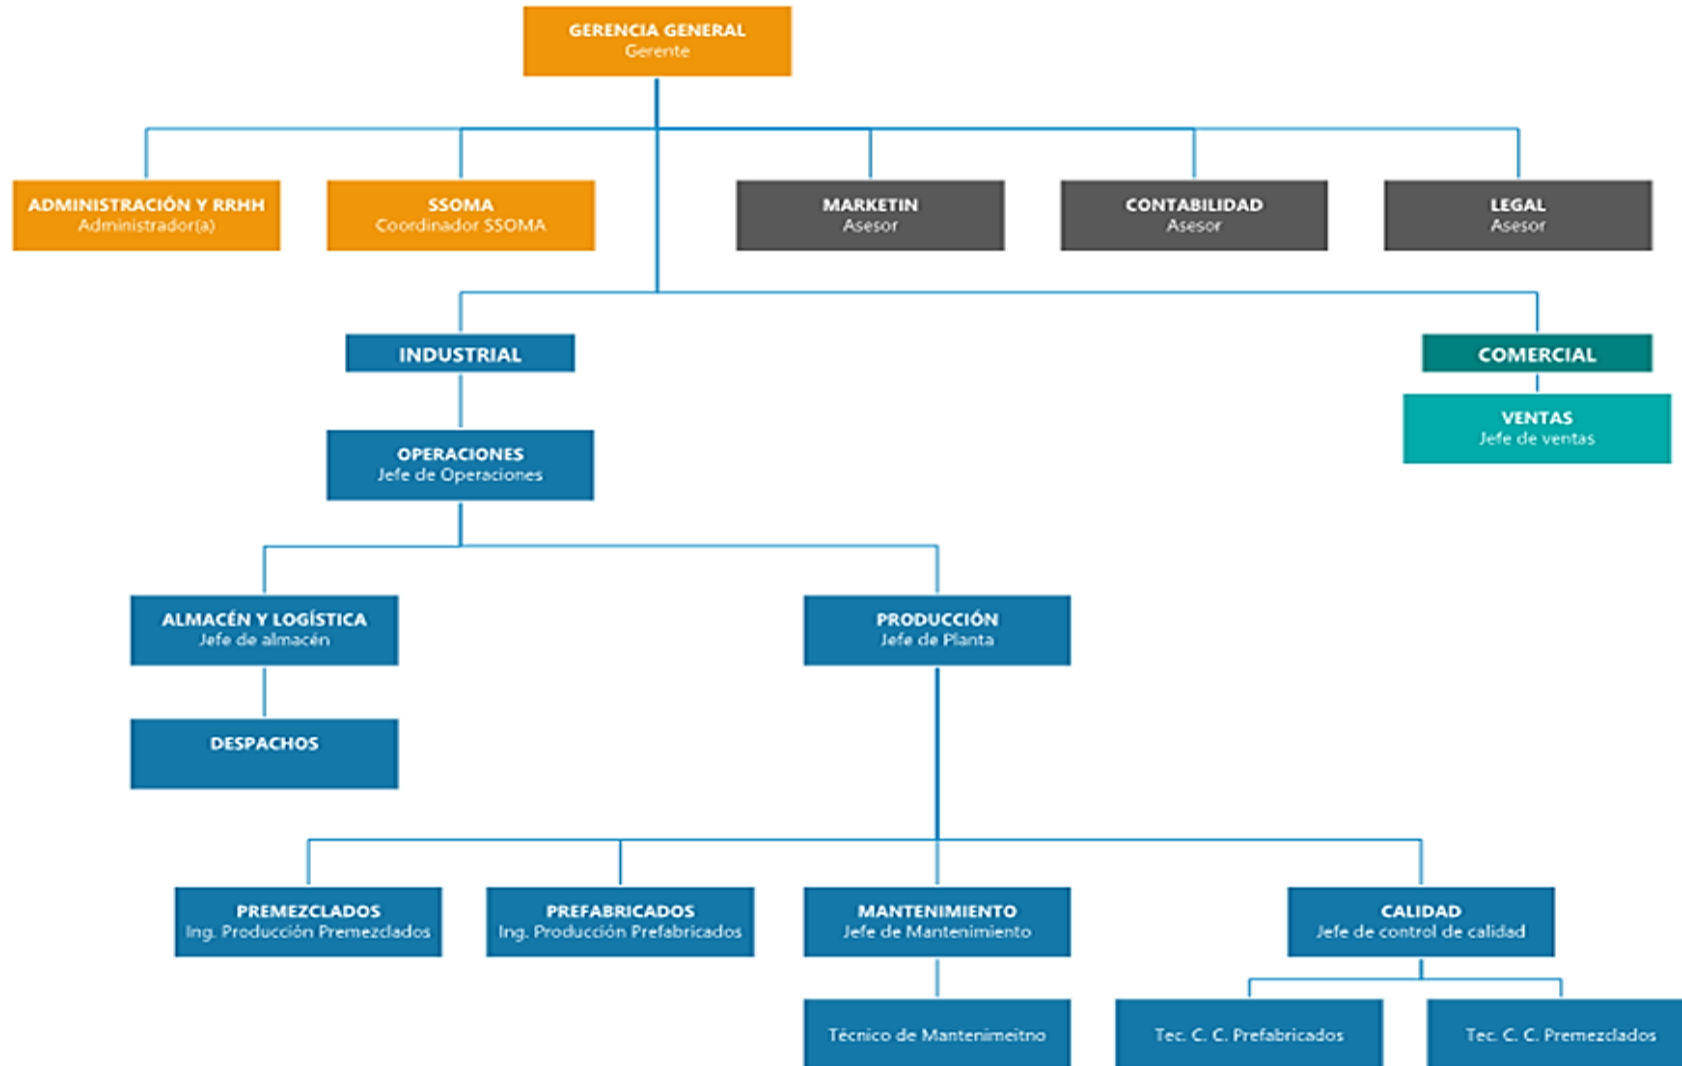 GERENCIA GENERAL
Gerente
ADMINISTRACIÓN Y RRHH
Administrador(a)
SSOMA
Coordinador SSOMA
MARKETIN
Asesor
CONTABILIDAD
Asesor
LEGAL
Asesor
INDUSTRIAL
COMERCIAL
VENTAS
Jefe de ventas
OPERACIONES
Jefe de Operaciones
ALMACÉN Y LOGÍSTICA
Jefe de almacén
PRODUCCIÓN
Jefe de Planta
DESPACHOS
PREMEZCLADOS
Ing. Producción Premezclados
PREFABRICADOS
Ing. Producción Prefabricados
MANTENIMIENTO
Jefe de Mantenimiento
CALIDAD
Jefe de control de calidad
Técnico de Mantenimeitno
Tec. C. C. Prefabricados
Tec. C. C. Premezclados